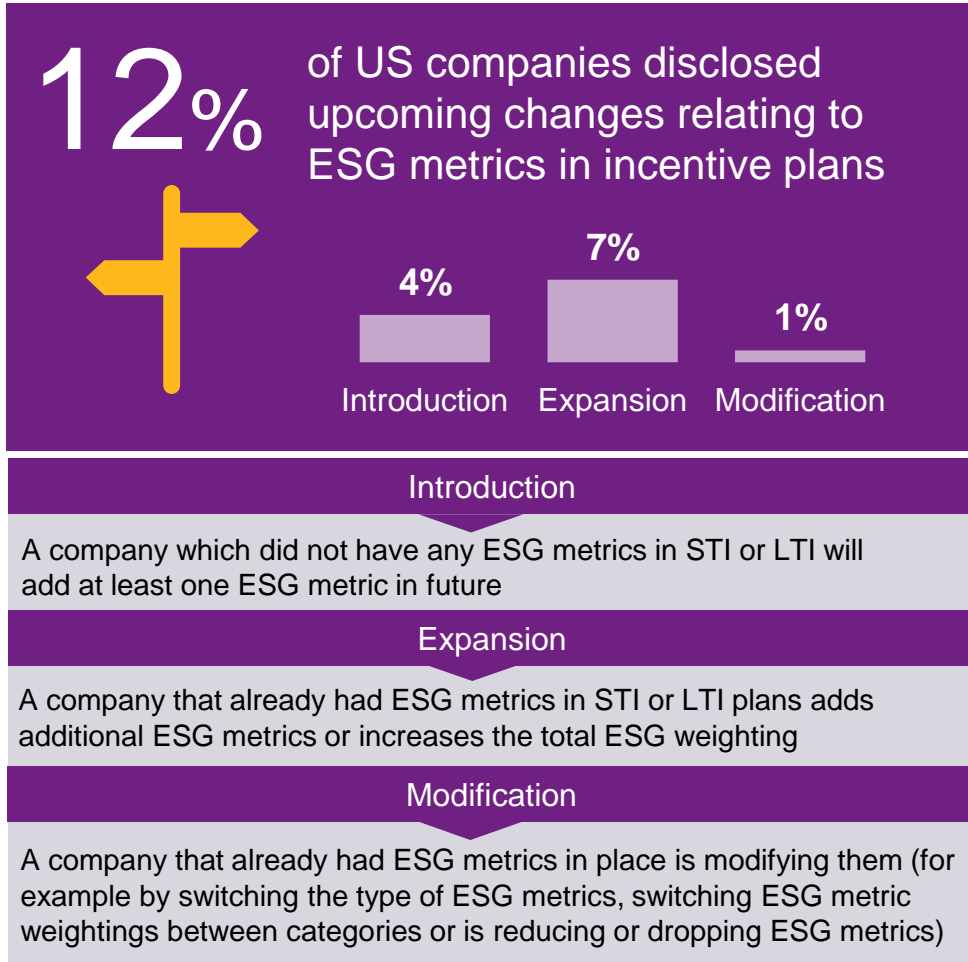 12%
of US companies disclosed
upcoming changes relating to
ESG metrics in incentive plans
4%
7%
1%
Introduction
Expansion
Modification
Introduction
A company which did not have any ESG metrics in STI or LTI will
add at least one ESG metric in future
Expansion
A company that already had ESG metrics in STI or LTI plans adds
additional ESG metrics or increases the total ESG weighting
Modification
A company that already had ESG metrics in place is modifying them (for
example by switching the type of ESG metrics, switching ESG metric
weightings between categories or is reducing or dropping ESG metrics)